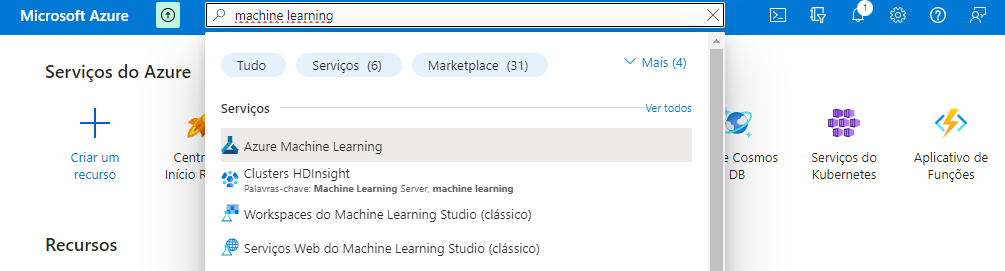 Microsoft Azure
machine learning
1
Tudo
Serviços (6)
Marketplace (31)
Mais (4)
Serviços do Azure
Serviços
Ver todos
Azure Machine Learning
Clusters HDInsight
Palavras-chave: Machine Learning Server, machine learning
Workspaces do Machine Learning Studio (clássico)
Serviços Web do Machine Learning Studio (clássico)
Criar um
recurso
Centr
Início R
e Cosmos
DB
Serviços do
Kubernetes
Aplicativo de
Funções
Recursos